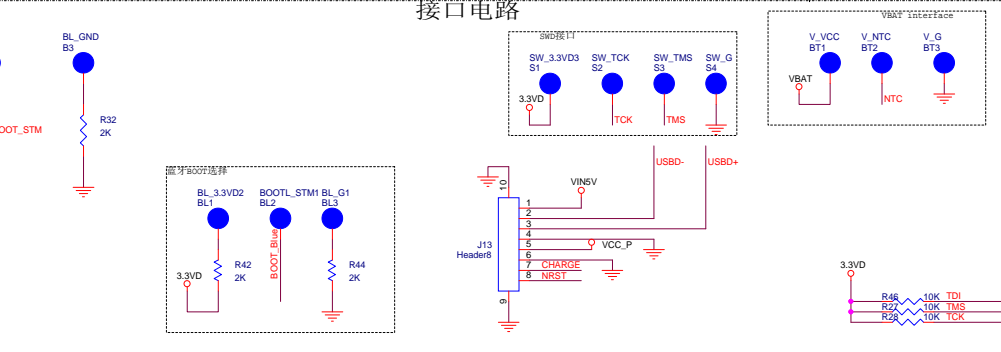 接口电路
BL_GND
B3
R32
2K
OOT_STM
SWD接口
SW_3.3VD3
S1
SW_TCK
S2
SW_TMS
S3
SW_G
S4
3.3VD
TCK
TMS
VBAT interface
V_VCC
BT1
V_NTC
BT2
V_G
BT3
VBAT
NTC
蓝牙BOOT选择
BL_3.3VD2
BL1
BOOTL_STM1
BL2
BL_G1
BL3
BOOT_Blue
3.3VD
R42
2K
R44
2K
USBD-
USBD+
VIN5V
10
1
2
3
4
5
6
7
8
9
J13
Header8
VCC_P
CHARGE
NRST
3.3VD
R46 10K TDI
R27 10K TMS
R28 10K TCK